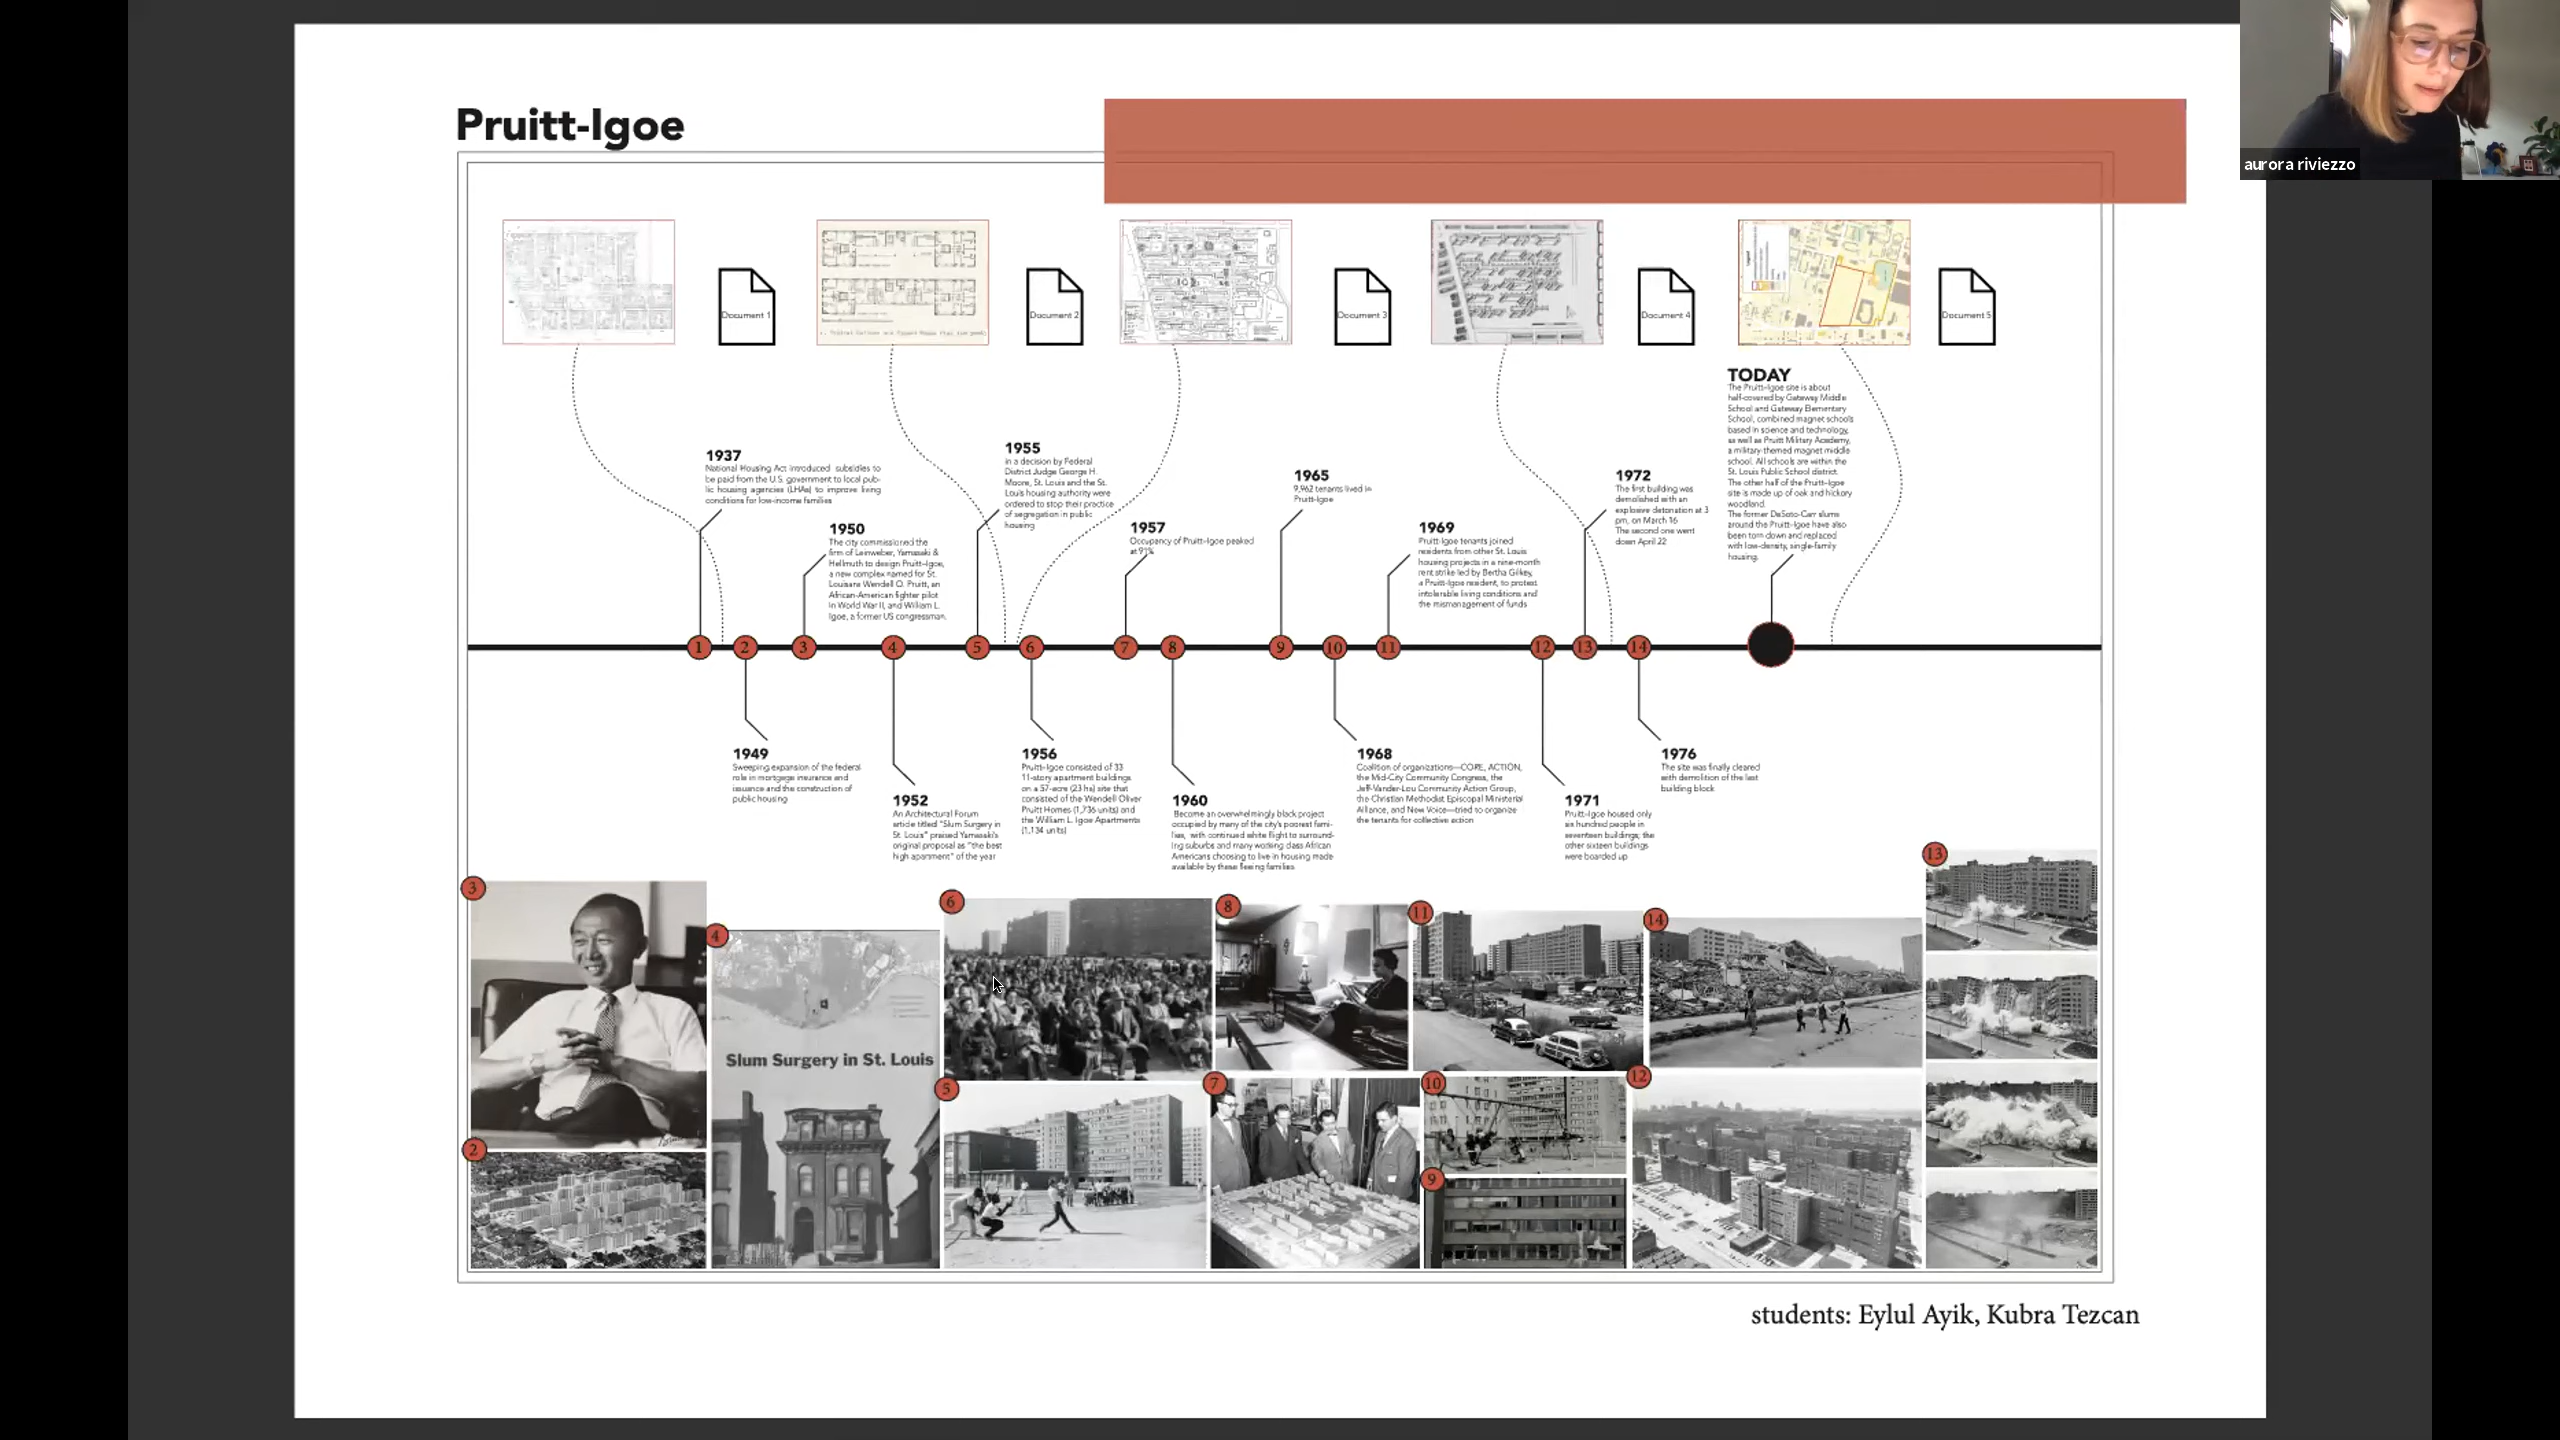 aurora riviezzo
Pruitt-Igoe
Document 1
Document 2
Document 3
Document 4
Document 5
TODAY
The Pruitt–Igoe site is about
half-covered by Gateway Middle
School and Gateway Elementary
School, combined magnet schools
based in science and technology,
as well as Pruitt Military Academy,
a military-themed magnet middle
school. All schools are within the
St. Louis Public School district.
The other half of the Pruitt–Igoe
site is made up of oak and hickory
woodland.
The former DeSoto-Carr slums
around the Pruitt–Igoe have also
been torn down and replaced
with low-density, single-family
housing.
1937
National Housing Act introduced subsidies to
be paid from the U.S. government to local pub-
lic housing agencies (LHAs) to improve living
conditions for low-income families
1950
The city commissioned the
firm of Leinweber, Yamasaki &
Hellmuth to design Pruitt–Igoe,
a new complex named for St.
Louisans Wendell O. Pruitt, an
African-American fighter pilot
in World War II, and William L.
Igoe, a former US congressman.
1955
In a decision by Federal
District Judge George H.
Moore, St. Louis and the St.
Louis housing authority were
ordered to stop their practice
of segregation in public
housing
1957
Occupancy of Pruitt–Igoe peaked
at 91%
1965
9,962 tenants lived in
Pruitt-Igoe
1969
Pruitt-Igoe tenants joined
residents from other St. Louis
housing projects in a nine-month
rent strike led by Bertha Gilkey,
a Pruitt-Igoe resident, to protest
intolerable living conditions and
the mismanagement of funds
1972
The first building was
demolished with an
explosive detonation at 3
pm, on March 16
The second one went
down April 22
1
2
3
4
5
6
7
8
9
10
11
12
13
14
1949
Sweeping expansion of the federal
role in mortgage insurance and
issuance and the construction of
public housing
1952
An Architectural Forum
article titled "Slum Surgery in
St. Louis" praised Yamasaki's
original proposal as "the best
high apartment" of the year
1956
Pruitt–Igoe consisted of 33
11-story apartment buildings
on a 57-acre (23 ha) site that
consisted of the Wendell Oliver
Pruitt Homes (1,736 units) and
the William L. Igoe Apartments
(1,134 units)
1960
Become an overwhelmingly black project
occupied by many of the city's poorest fami-
lies, with continued white flight to surround-
ing suburbs and many working class African
Americans choosing to live in housing made
available by these fleeing families
1968
Coalition of organizations—CORE, ACTION,
the Mid-City Community Congress, the
Jeff-Vander-Lou Community Action Group,
the Christian Methodist Episcopal Ministerial
Alliance, and New Voice—tried to organize
the tenants for collective action
1971
Pruitt–Igoe housed only
six hundred people in
seventeen buildings; the
other sixteen buildings
were boarded up
1976
The site was finally cleared
with demolition of the last
building block
3
4
6
8
11
14
13
Slum Surgery in St. Louis
2
5
7
10
9
12
students: Eylul Ayik, Kubra Tezcan